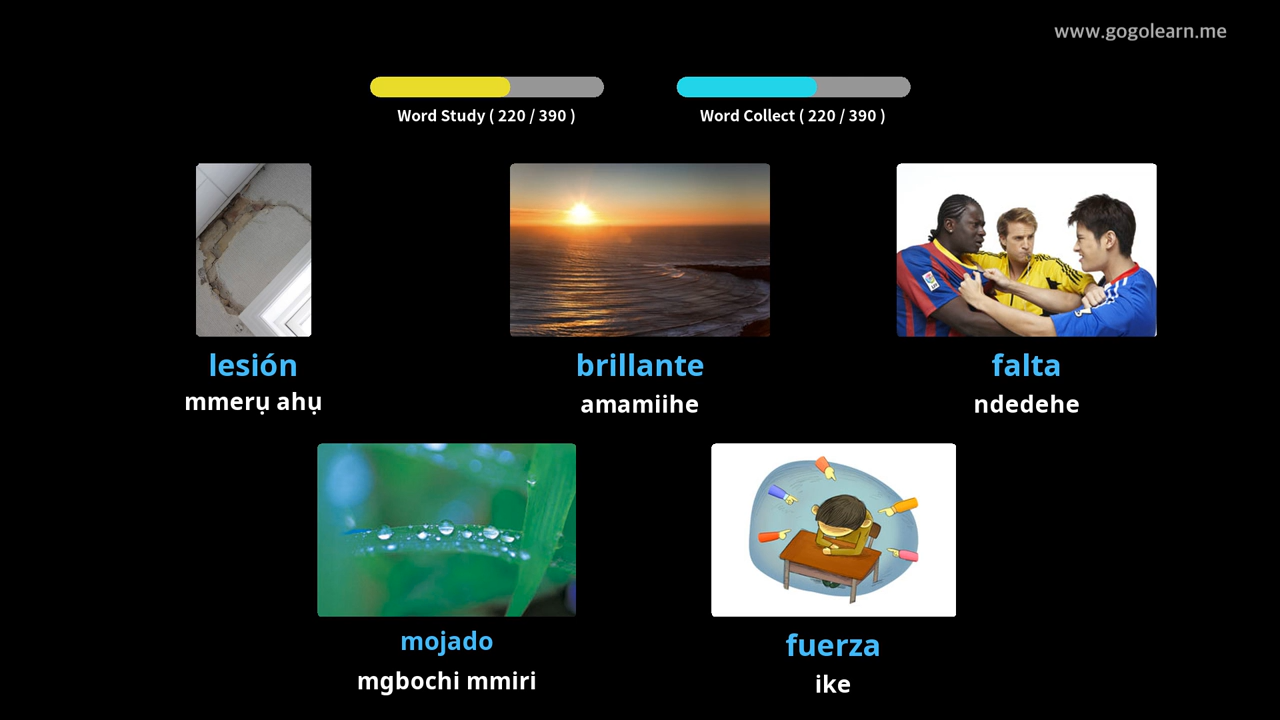 www.gogolearn.me
Word Study ( 220 / 390 )
Word Collect ( 220 / 390 )
lesión
mmerụ ahụ
brillante
amamiihe
falta
ndedehe
mojado
mgbochi mmiri
fuerza
ike